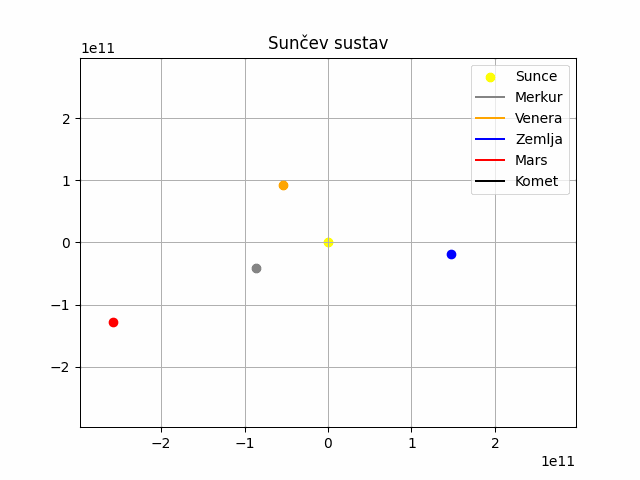 Sunčev sustav
1e11
Sunce
Merkur
Venera
Zemlja
Mars
Komet
2
1
0
−1
−2
−2
−1
0
1
2
1e11